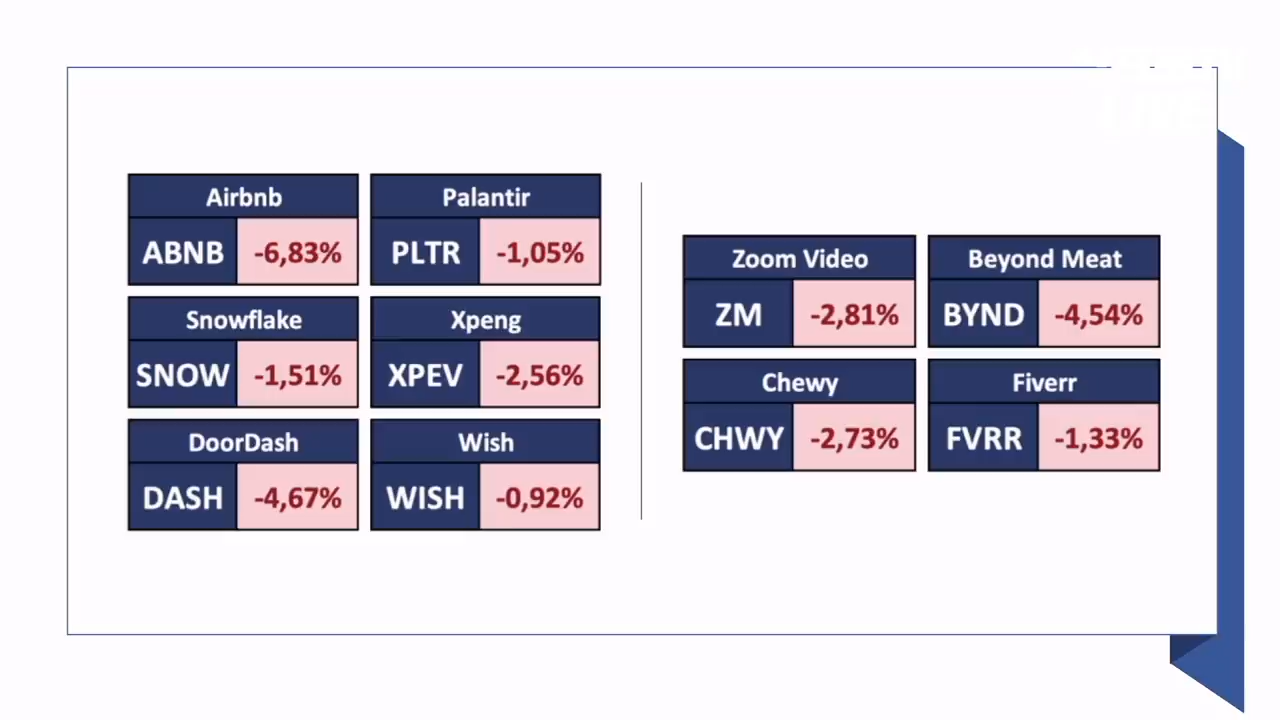 Airbnb
ABNB -6,83%
Palantir
PLTR -1,05%
Snowflake
SNOW -1,51%
Xpeng
XPEV -2,56%
DoorDash
DASH -4,67%
Wish
WISH -0,92%
Zoom Video
ZM -2,81%
Beyond Meat
BYND -4,54%
Chewy
CHWY -2,73%
Fiverr
FVRR -1,33%